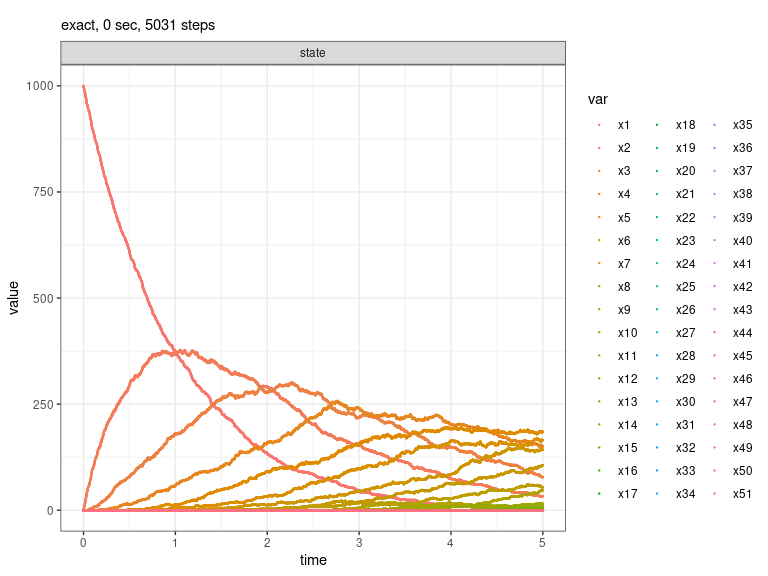 exact, 0 sec, 5031 steps
state
1000
750
500
250
0
value
0 1 2 3 4 5
time
var
x1 x18 x35
x2 x19 x36
x3 x20 x37
x4 x21 x38
x5 x22 x39
x6 x23 x40
x7 x24 x41
x8 x25 x42
x9 x26 x43
x10 x27 x44
x11 x28 x45
x12 x29 x46
x13 x30 x47
x14 x31 x48
x15 x32 x49
x16 x33 x50
x17 x34 x51